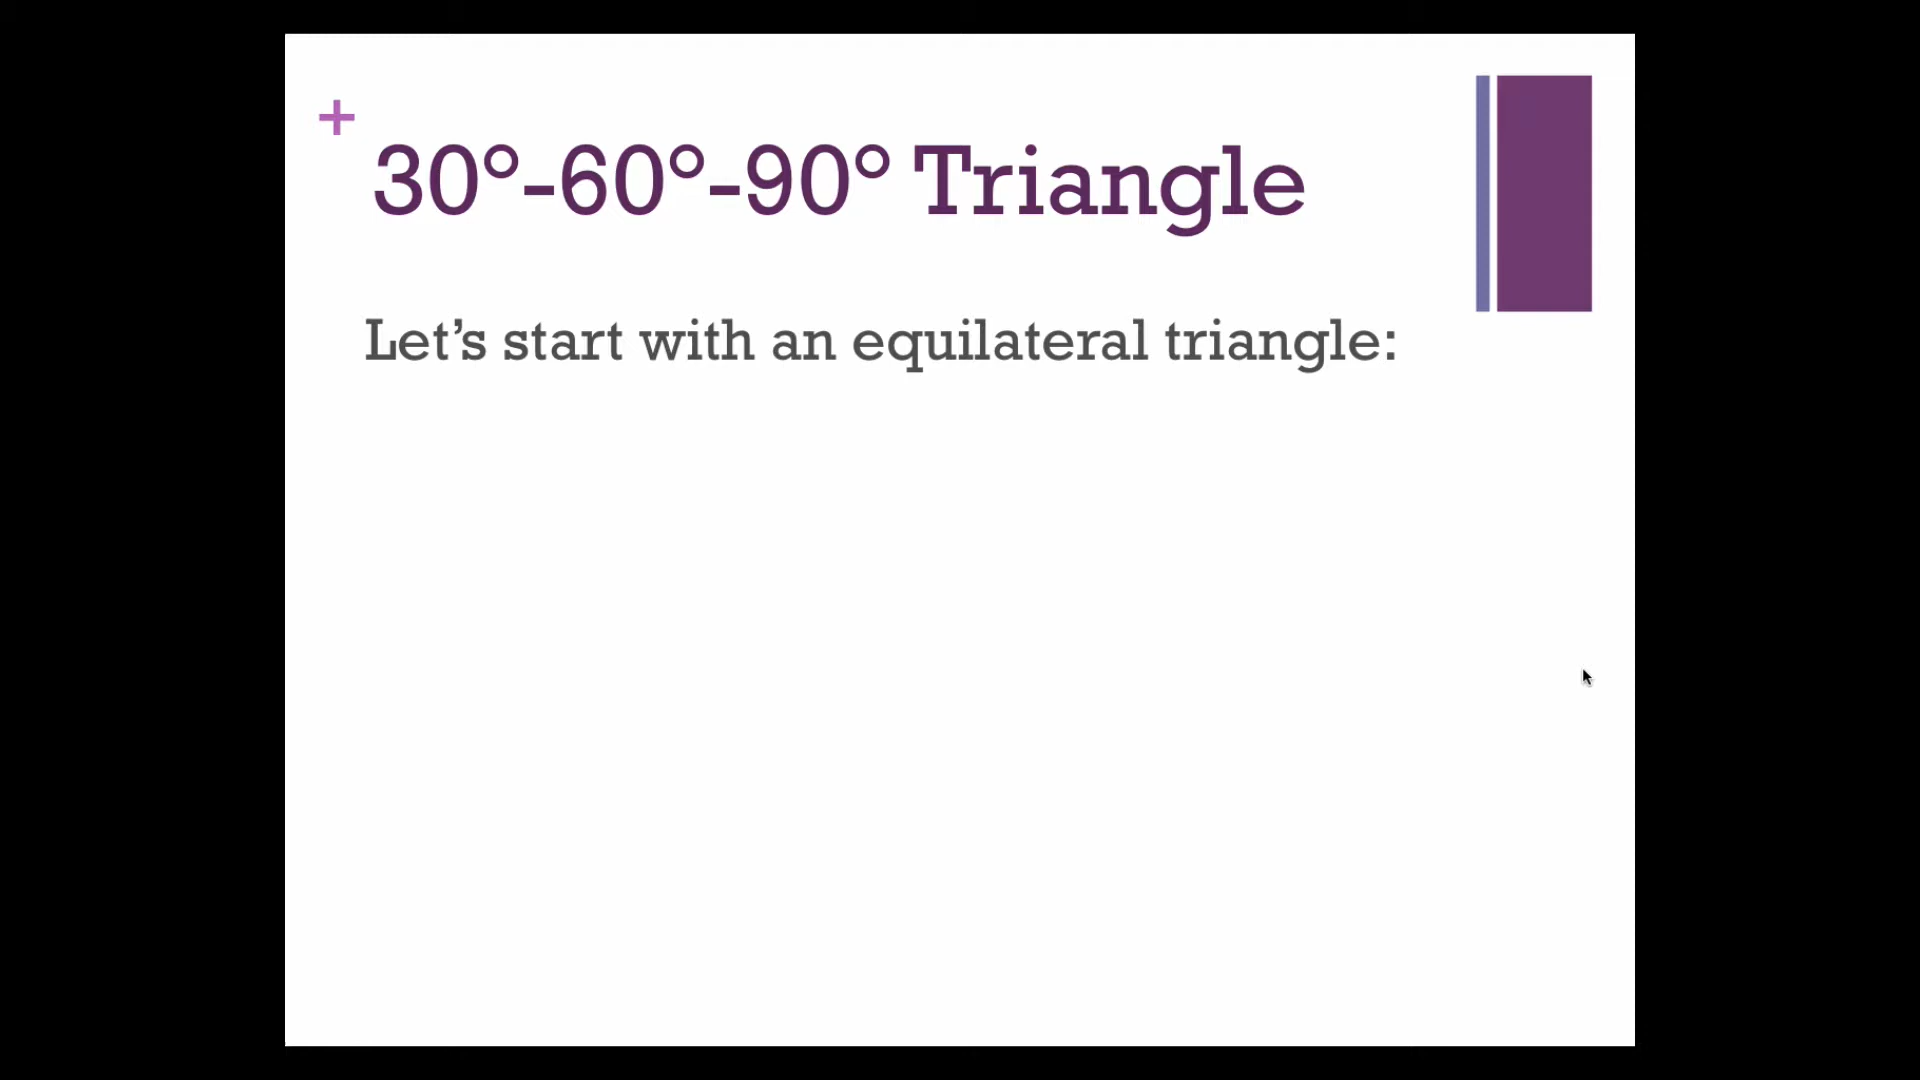 +
30°-60°-90° Triangle
Let’s start with an equilateral triangle: